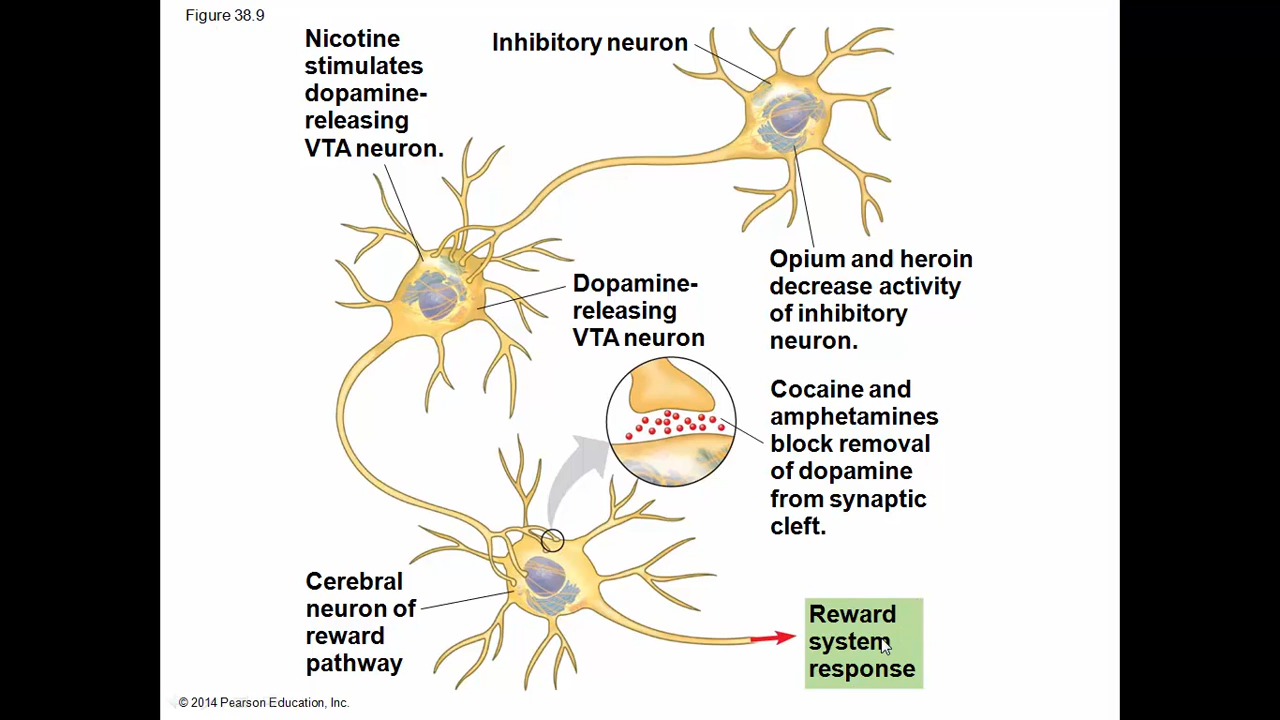 Figure 38.9
Nicotine
stimulates
dopamine-
releasing
VTA neuron.
Inhibitory neuron
Opium and heroin
decrease activity
of inhibitory
neuron.
Dopamine-
releasing
VTA neuron
Cocaine and
amphetamines
block removal
of dopamine
from synaptic
cleft.
Cerebral
neuron of
reward
pathway
Reward
system
response
© 2014 Pearson Education, Inc.